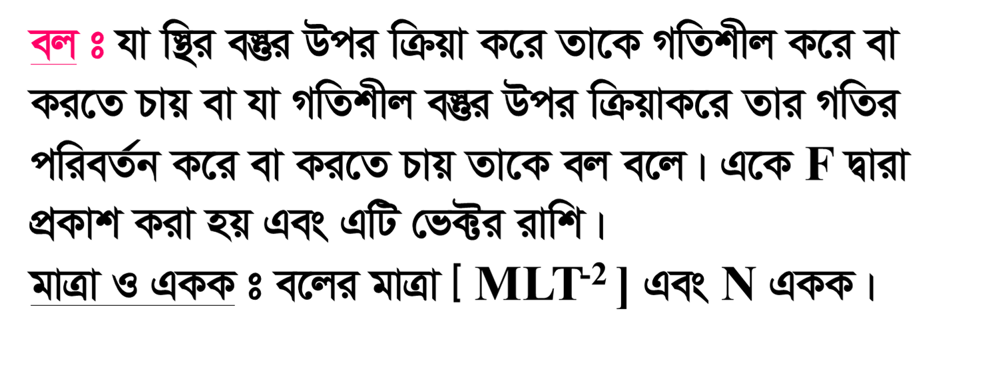 বল ঃ যা স্থির বস্তুর উপর ক্রিয়া করে তাকে গতিশীল করে বা
করতে চায় বা যা গতিশীল বস্তুর উপর ক্রিয়াকরে তার গতির
পরিবর্তন করে বা করতে চায় তাকে বল বলে। একে F দ্বারা
প্রকাশ করা হয় এবং এটি ভেক্টর রাশি।
মাত্রা ও একক ঃ বলের মাত্রা [ MLT⁻² ] এবং N একক।